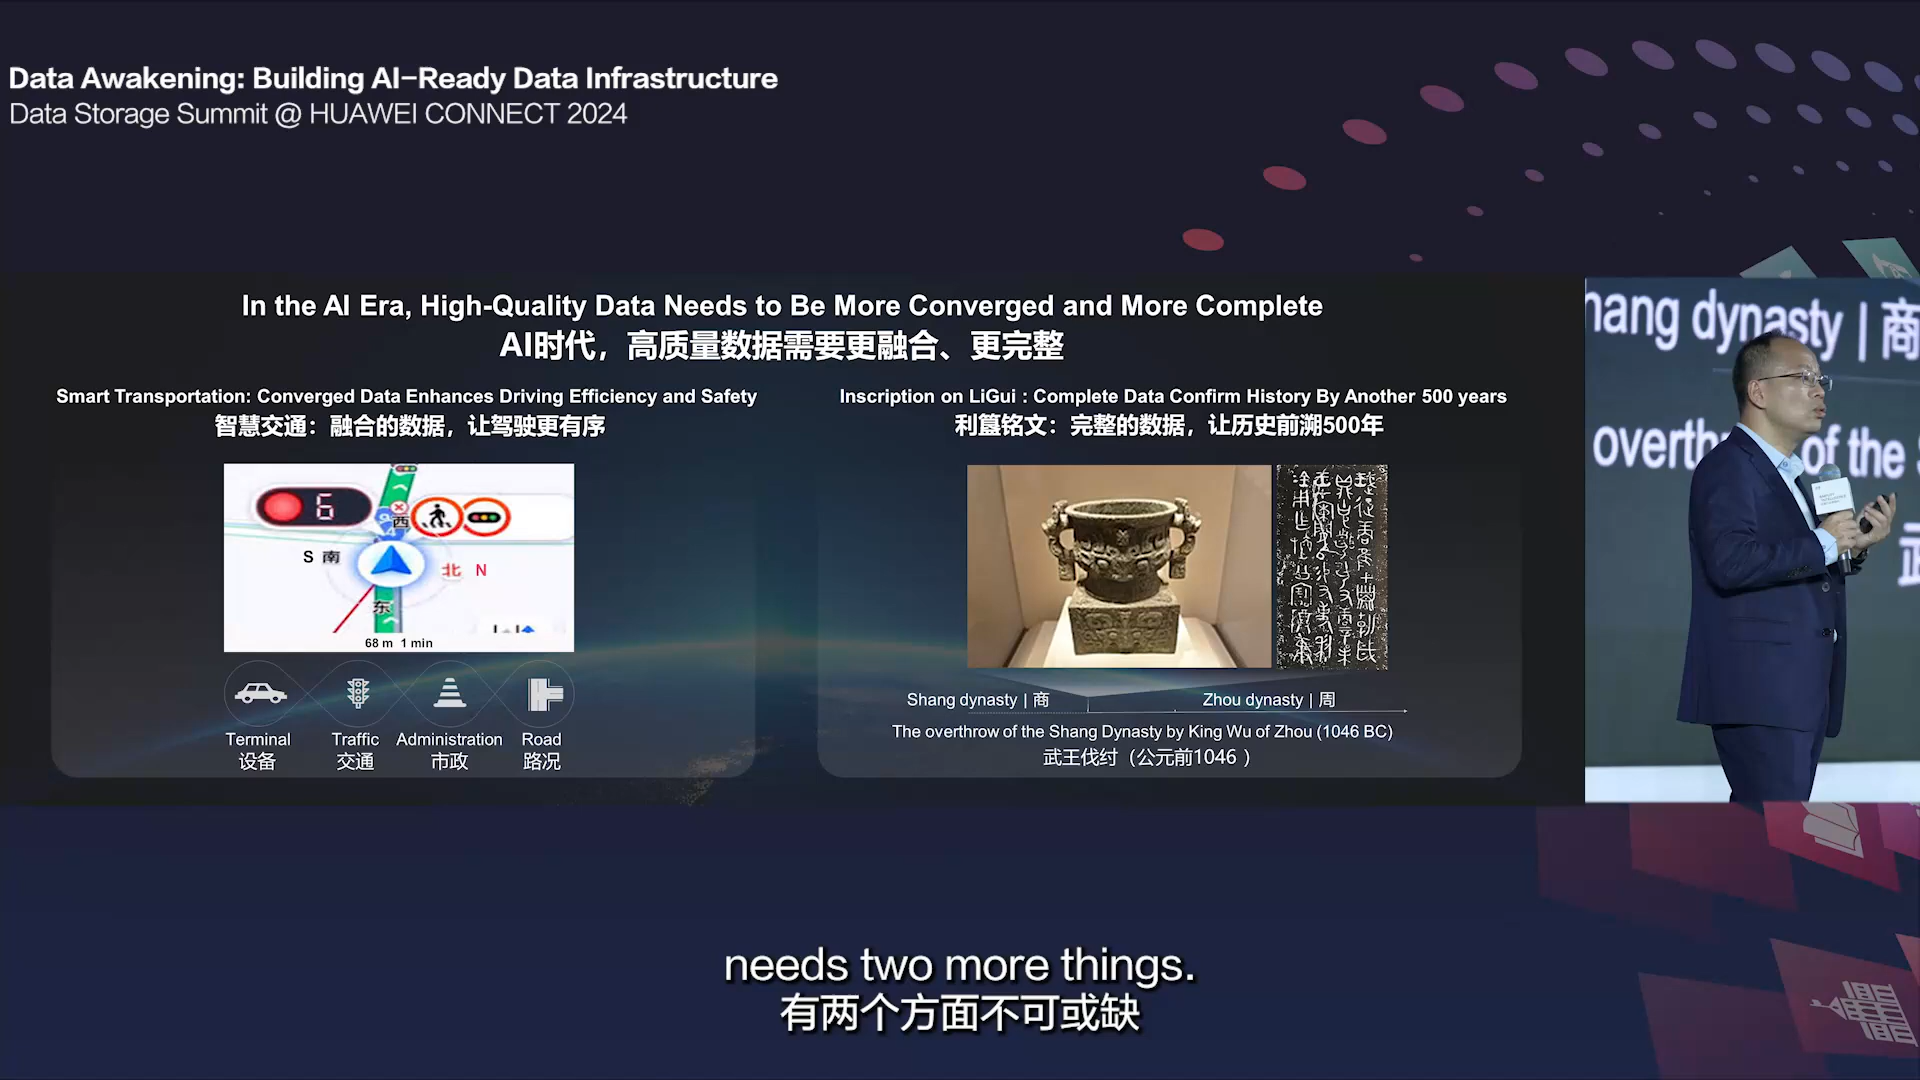 Data Awakening: Building AI-Ready Data Infrastructure
Data Storage Summit @ HUAWEI CONNECT 2024
In the AI Era, High-Quality Data Needs to Be More Converged and More Complete
AI时代，高质量数据需要更融合、更完整
Smart Transportation: Converged Data Enhances Driving Efficiency and Safety
智慧交通：融合的数据，让驾驶更有序
6
西
S 南
北 N
东
68 m 1 min
Terminal
设备
Traffic
交通
Administration
市政
Road
路况
Inscription on LiGui : Complete Data Confirm History By Another 500 years
利簋铭文：完整的数据，让历史前溯500年
Shang dynasty | 商
Zhou dynasty | 周
The overthrow of the Shang Dynasty by King Wu of Zhou (1046 BC)
武王伐纣（公元前1046 ）
hang dynasty | 商
overth of the
武
needs two more things.
有两个方面不可或缺